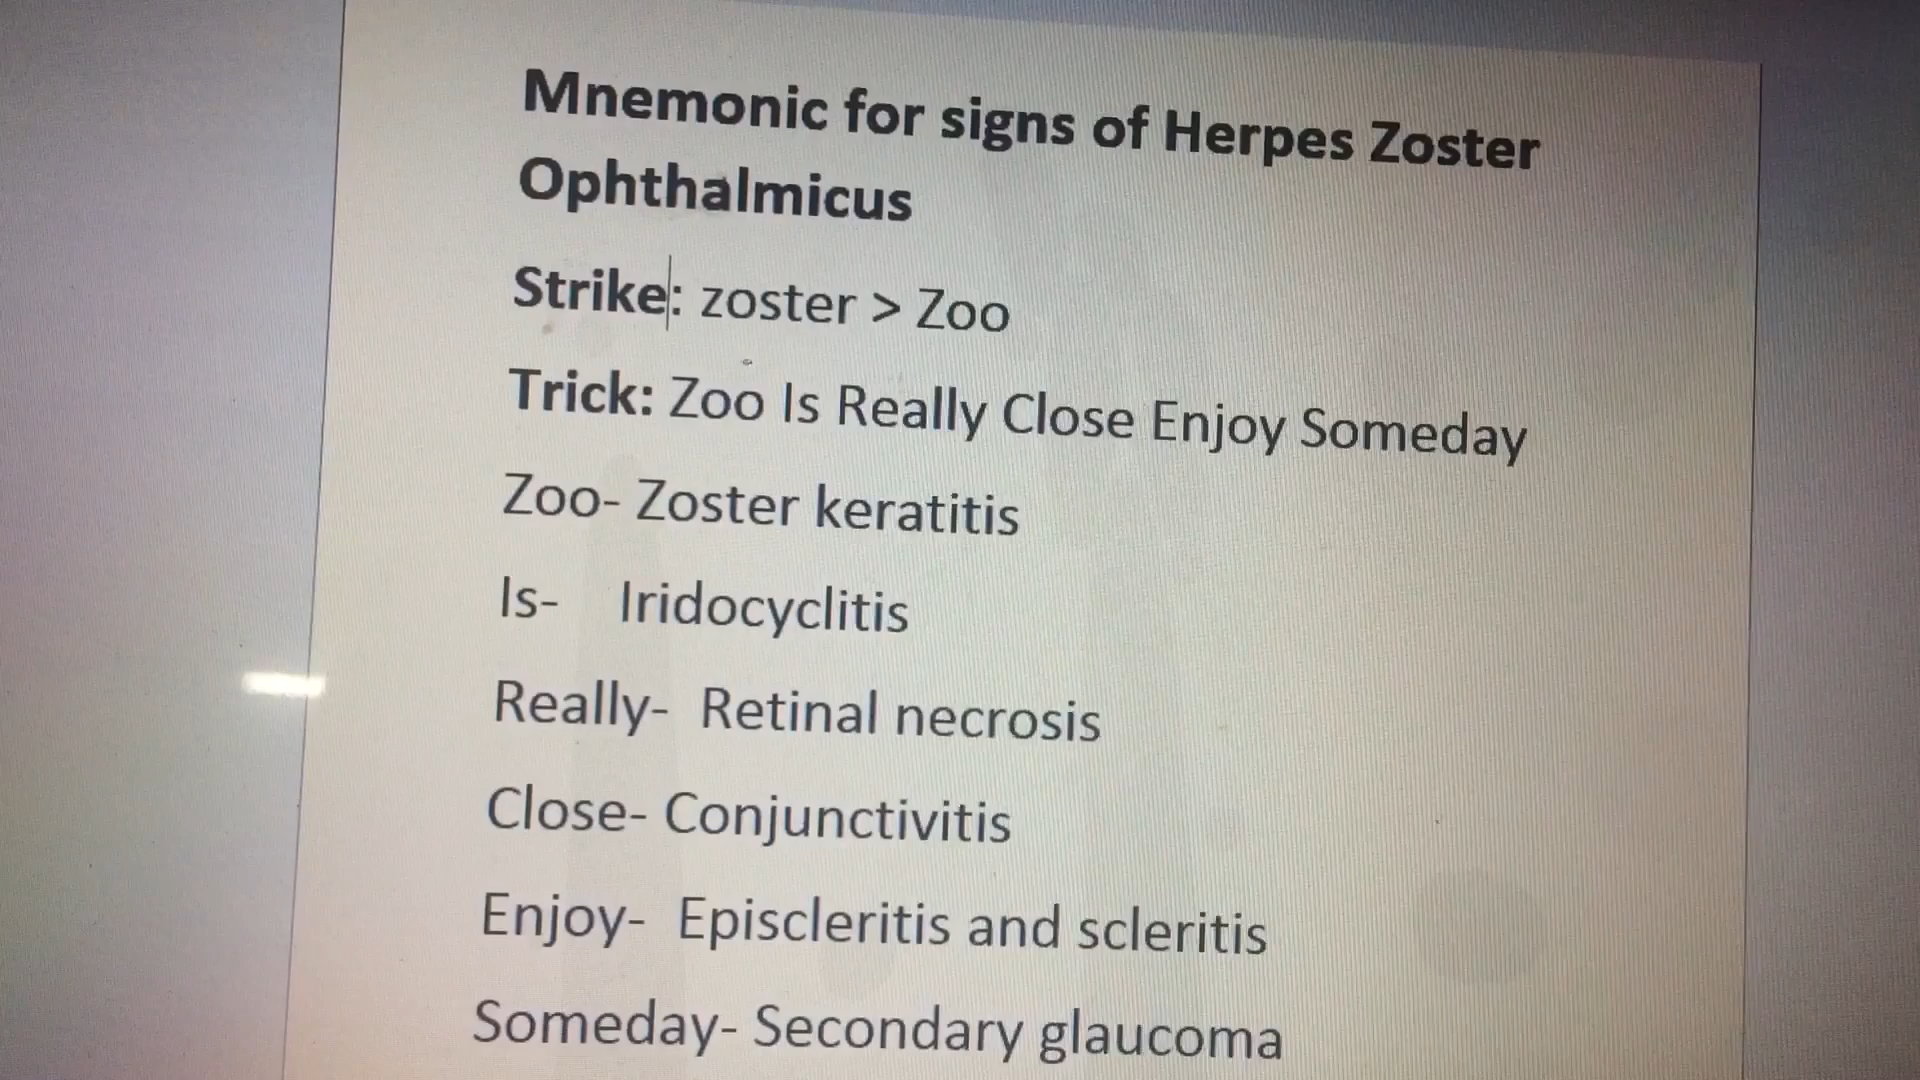 Mnemonic for signs of Herpes Zoster
Ophthalmicus
Strike: zoster > Zoo
Trick: Zoo Is Really Close Enjoy Someday
Zoo- Zoster keratitis
Is- Iridocyclitis
Really- Retinal necrosis
Close- Conjunctivitis
Enjoy- Episcleritis and scleritis
Someday- Secondary glaucoma